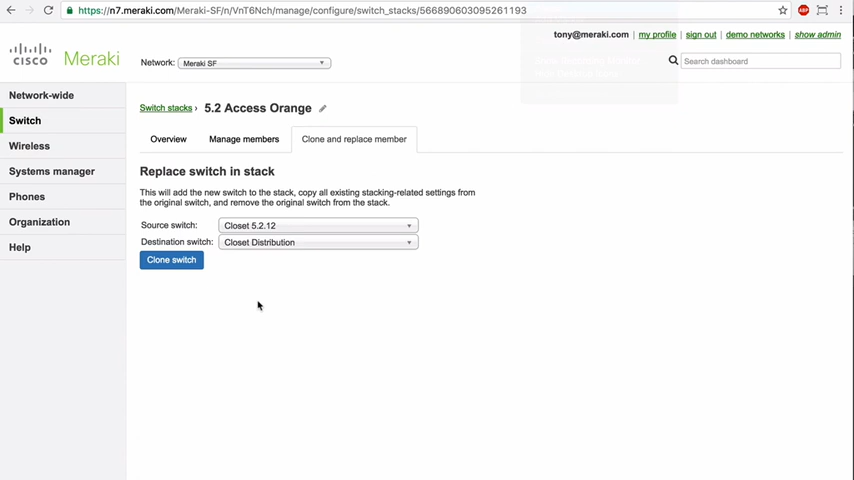 https://n7.meraki.com/Meraki-SF/n/VnT6Nch/manage/configure/switch_stacks/566890603095261193
ABP
tony@meraki.com my profile sign out demo networks show admin
CISCO Meraki
Network: Meraki SF
Search dashboard
Network-wide
Switch
Wireless
Systems manager
Phones
Organization
Help
Switch stacks › 5.2 Access Orange
Overview Manage members Clone and replace member
Replace switch in stack
This will add the new switch to the stack, copy all existing stacking-related settings from
the original switch, and remove the original switch from the stack.
Source switch: Closet 5.2.12
Destination switch: Closet Distribution
Clone switch